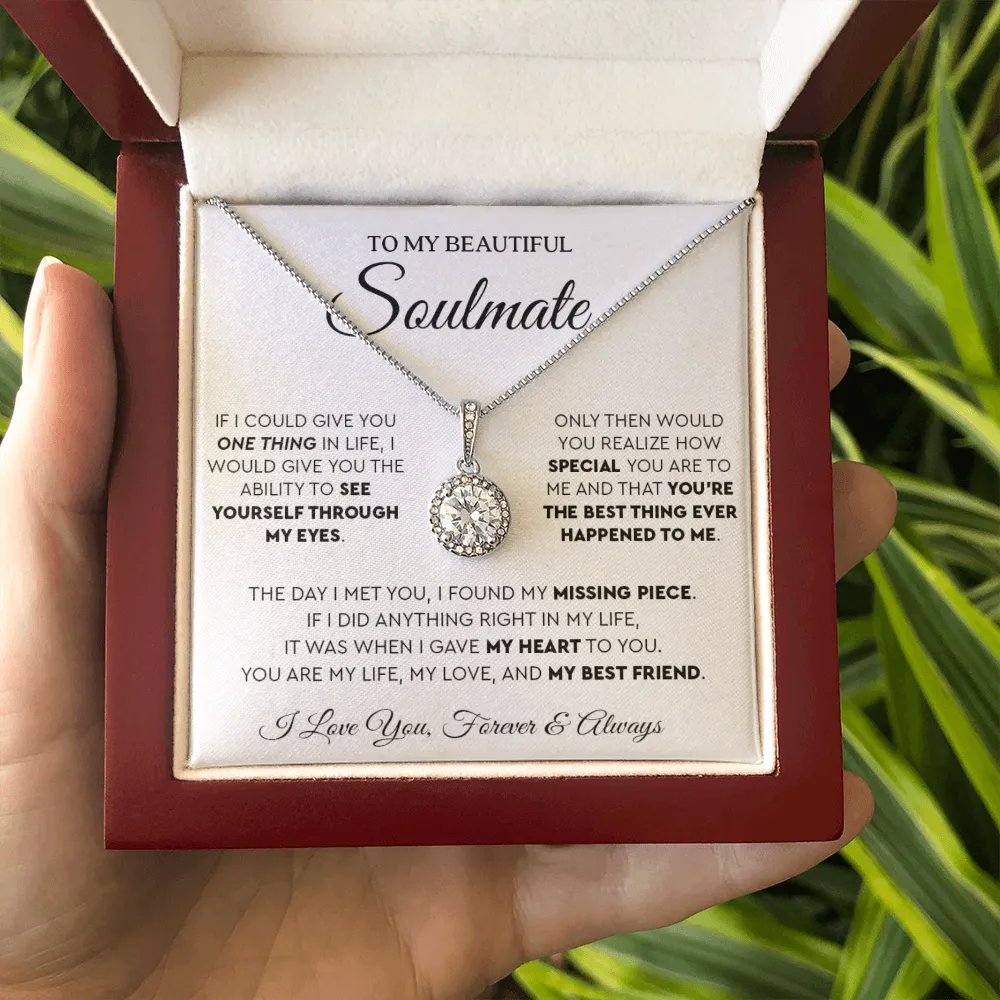 TO MY BEAUTIFUL
Soulmate
IF I COULD GIVE YOU
ONE THING IN LIFE, I
WOULD GIVE YOU THE
ABILITY TO SEE
YOURSELF THROUGH
MY EYES.
ONLY THEN WOULD
YOU REALIZE HOW
SPECIAL YOU ARE TO
ME AND THAT YOU'RE
THE BEST THING EVER
HAPPENED TO ME.
THE DAY I MET YOU, I FOUND MY MISSING PIECE.
IF I DID ANYTHING RIGHT IN MY LIFE,
IT WAS WHEN I GAVE MY HEART TO YOU.
YOU ARE MY LIFE, MY LOVE, AND MY BEST FRIEND.
I Love You, Forever & Always